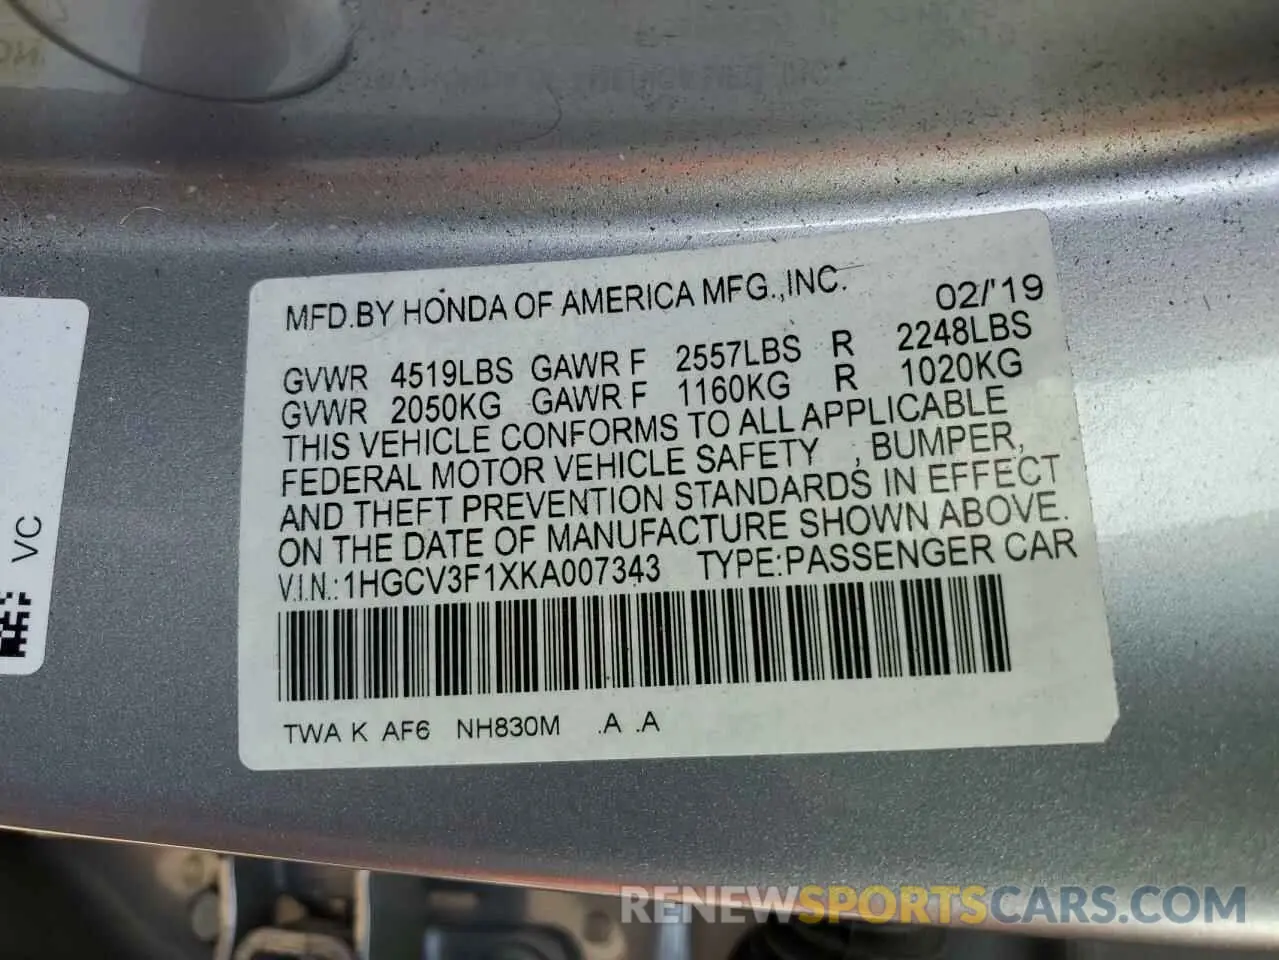 MFD.BY HONDA OF AMERICA MFG.,INC. 02/'19
GVWR 4519LBS GAWR F 2557LBS R 2248LBS
GVWR 2050KG GAWR F 1160KG R 1020KG
THIS VEHICLE CONFORMS TO ALL APPLICABLE
FEDERAL MOTOR VEHICLE SAFETY , BUMPER,
AND THEFT PREVENTION STANDARDS IN EFFECT
ON THE DATE OF MANUFACTURE SHOWN ABOVE.
V.I.N.: 1HGCV3F1XKA007343 TYPE:PASSENGER CAR
TWA K AF6 NH830M .A .A
VC
RENEWSPORTSCARS.COM